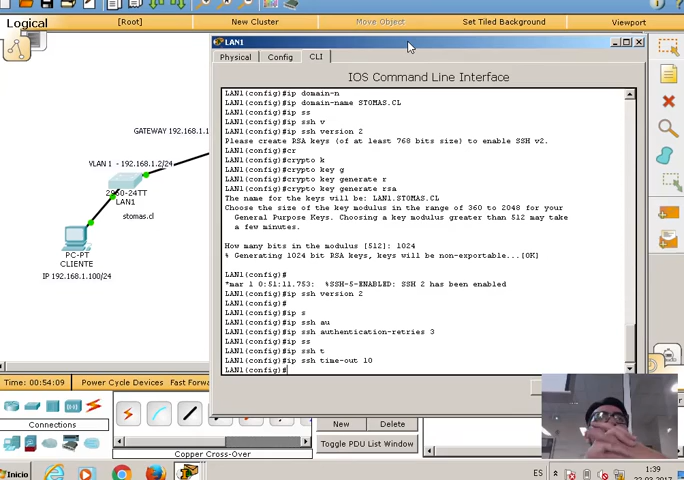 Logical
[Root]
New Cluster
Move Object
Set Tiled Background
Viewport
LAN1
Physical
Config
CLI
IOS Command Line Interface
LAN1(config)#ip domain-n
LAN1(config)#ip domain-name STOMAS.CL
LAN1(config)#ip ss
LAN1(config)#ip ssh v
LAN1(config)#ip ssh version 2
Please create RSA keys (of at least 768 bits size) to enable SSH v2.
LAN1(config)#cr
LAN1(config)#crypto k
LAN1(config)#crypto key g
LAN1(config)#crypto key generate r
LAN1(config)#crypto key generate rsa
The name for the keys will be: LAN1.STOMAS.CL
Choose the size of the key modulus in the range of 360 to 2048 for your
General Purpose Keys. Choosing a key modulus greater than 512 may take
a few minutes.
How many bits in the modulus [512]: 1024
% Generating 1024 bit RSA keys, keys will be non-exportable...[OK]
LAN1(config)#
*mar 1 0:51:11.753: %SSH-5-ENABLED: SSH 2 has been enabled
LAN1(config)#ip ssh version 2
LAN1(config)#
LAN1(config)#ip s
LAN1(config)#ip ssh au
LAN1(config)#ip ssh authentication-retries 3
LAN1(config)#ip ss
LAN1(config)#ip ssh t
LAN1(config)#ip ssh time-out 10
LAN1(config)#
GATEWAY 192.168.1
VLAN 1 - 192.168.1.2/24
2950-24TT
LAN1
stomas.cl
PC-PT
CLIENTE
IP 192.168.1.100/24
Time: 00:54:09
Power Cycle Devices
Fast Forw
Connections
Copper Cross-Over
New
Delete
Toggle PDU List Window
Inicio
ES
1:39
22-03-2017